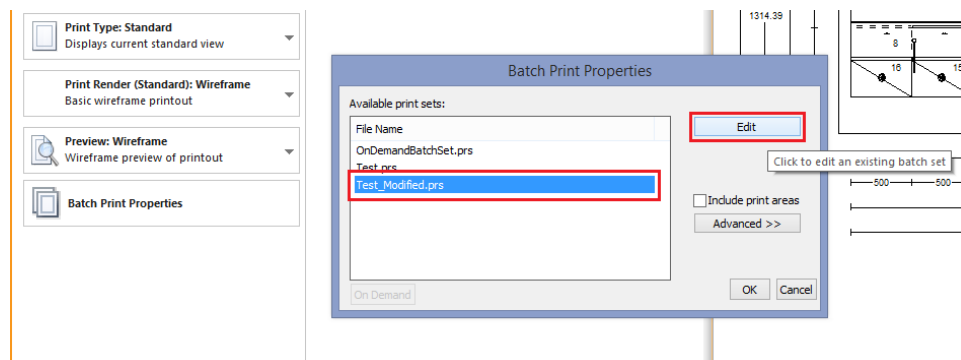 Print Type: Standard
Displays current standard view
Print Render (Standard): Wireframe
Basic wireframe printout
Preview: Wireframe
Wireframe preview of printout
Batch Print Properties
Batch Print Properties
Available print sets:
File Name
OnDemandBatchSet.prs
Test.prs
Test_Modified.prs
On Demand
Edit
Click to edit an existing batch set
Include print areas
Advanced >>
OK
Cancel
1314.39
8
16
15
500
500